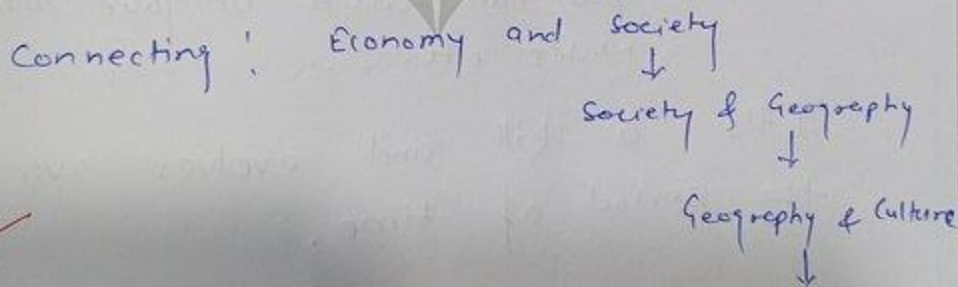 Connecting : Economy and Society
↓
Society & Geography
↓
Geography & Culture
↓